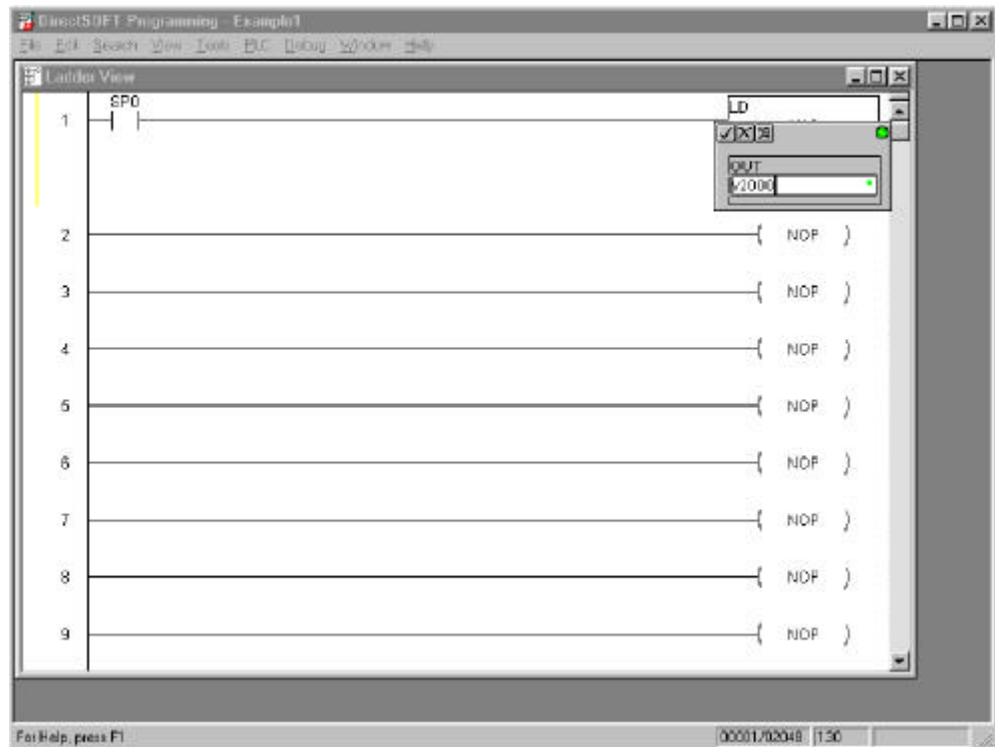 DirectSOFT Programming - Example1
File Edit Search View Tools PLC Debug Window Help
Ladder View
SP0
1
LD
OUT
V2000
2 NOP
3 NOP
4 NOP
5 NOP
6 NOP
7 NOP
8 NOP
9 NOP
For Help, press F1
00001/02048 130